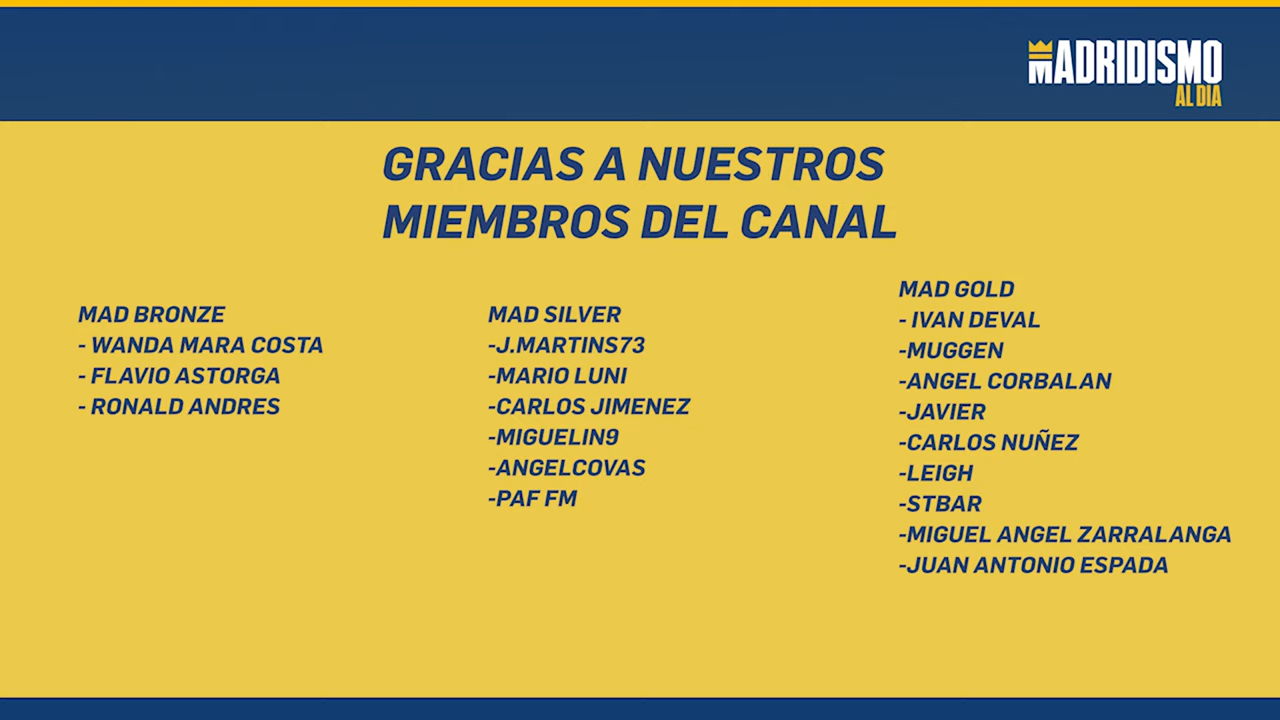 MADRIDISMO
AL DIA
GRACIAS A NUESTROS
MIEMBROS DEL CANAL
MAD BRONZE
- WANDA MARA COSTA
- FLAVIO ASTORGA
- RONALD ANDRES
MAD SILVER
-J.MARTINS73
-MARIO LUNI
-CARLOS JIMENEZ
-MIGUELIN9
-ANGELCOVAS
-PAF FM
MAD GOLD
- IVAN DEVAL
-MUGGEN
-ANGEL CORBALAN
-JAVIER
-CARLOS NUÑEZ
-LEIGH
-STBAR
-MIGUEL ANGEL ZARRALANGA
-JUAN ANTONIO ESPADA